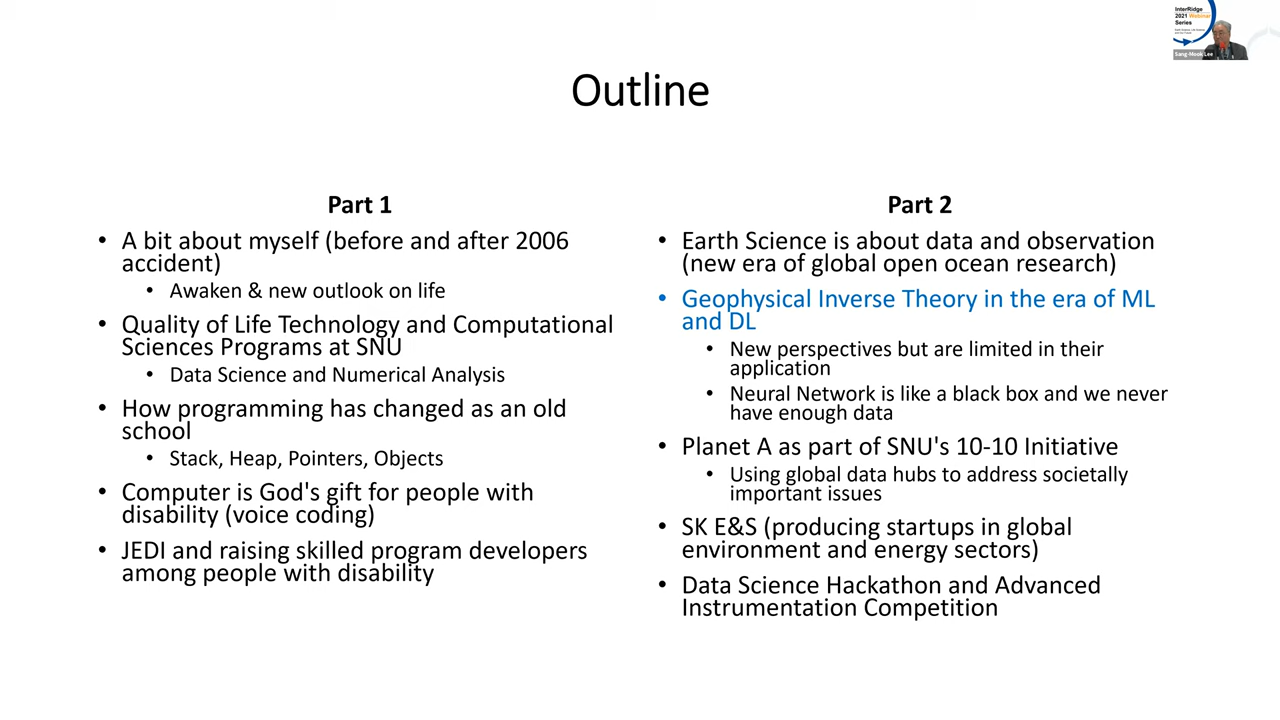 InterRidge
2021 Webinar
Series
Sang-Mook Lee
Outline
Part 1
• A bit about myself (before and after 2006
accident)
• Awaken & new outlook on life
• Quality of Life Technology and Computational
Sciences Programs at SNU
• Data Science and Numerical Analysis
• How programming has changed as an old
school
• Stack, Heap, Pointers, Objects
• Computer is God's gift for people with
disability (voice coding)
• JEDI and raising skilled program developers
among people with disability
Part 2
• Earth Science is about data and observation
(new era of global open ocean research)
• Geophysical Inverse Theory in the era of ML
and DL
• New perspectives but are limited in their
application
• Neural Network is like a black box and we never
have enough data
• Planet A as part of SNU's 10-10 Initiative
• Using global data hubs to address societally
important issues
• SK E&S (producing startups in global
environment and energy sectors)
• Data Science Hackathon and Advanced
Instrumentation Competition